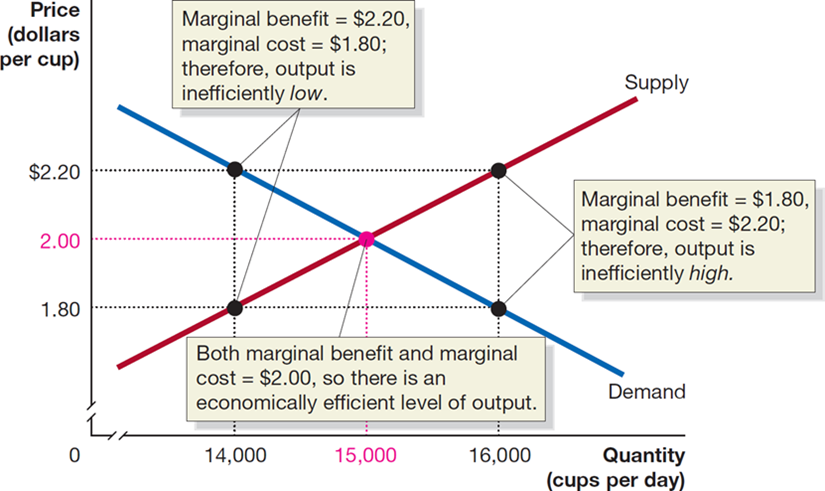 Price
(dollars
per cup)
Marginal benefit = $2.20,
marginal cost = $1.80;
therefore, output is
inefficiently low.
Supply
$2.20
Marginal benefit = $1.80,
marginal cost = $2.20;
therefore, output is
inefficiently high.
2.00
1.80
Both marginal benefit and marginal
cost = $2.00, so there is an
economically efficient level of output.
Demand
0
14,000
15,000
16,000
Quantity
(cups per day)